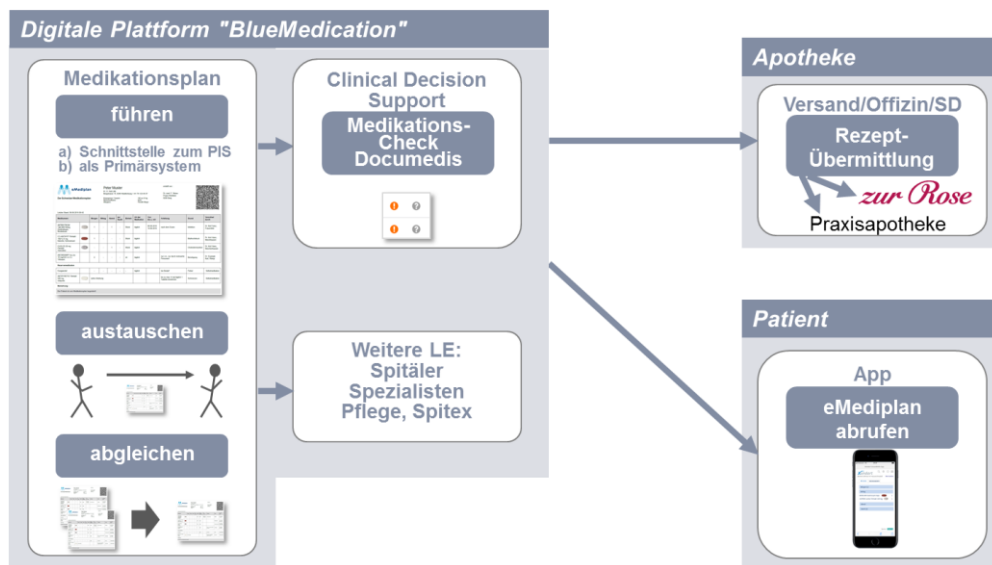 Digitale Plattform "BlueMedication"
Medikationsplan
führen
a) Schnittstelle zum PIS
b) als Primärsystem
eMediplan
austauschen
abgleichen
Clinical Decision
Support
Medikations-
Check
Documedis
Weitere LE:
Spitäler
Spezialisten
Pflege, Spitex
Apotheke
Versand/Offizin/SD
Rezept-
Übermittlung
zur Rose
Praxisapotheke
Patient
App
eMediplan
abrufen